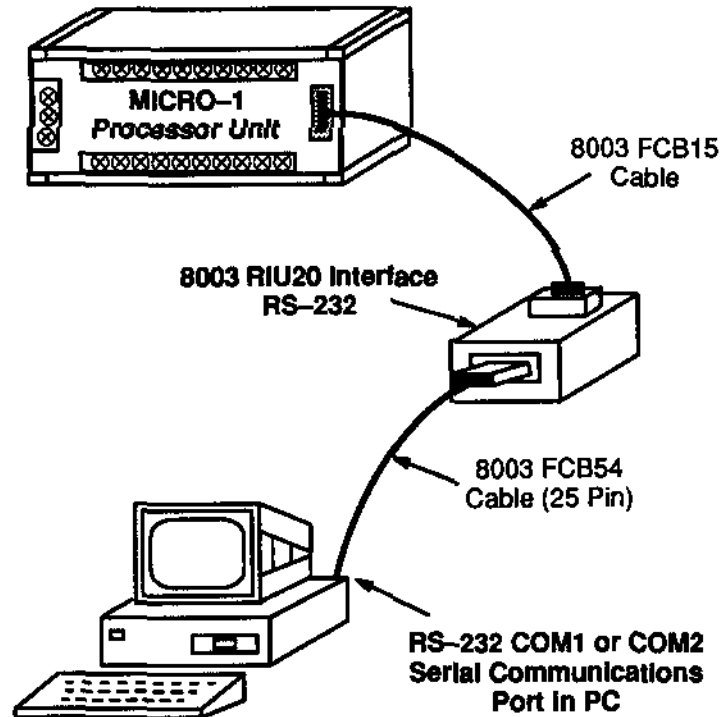 MICRO–1
Processor Unit
8003 FCB15
Cable
8003 RIU20 Interface
RS–232
8003 FCB54
Cable (25 Pin)
RS–232 COM1 or COM2
Serial Communications
Port in PC